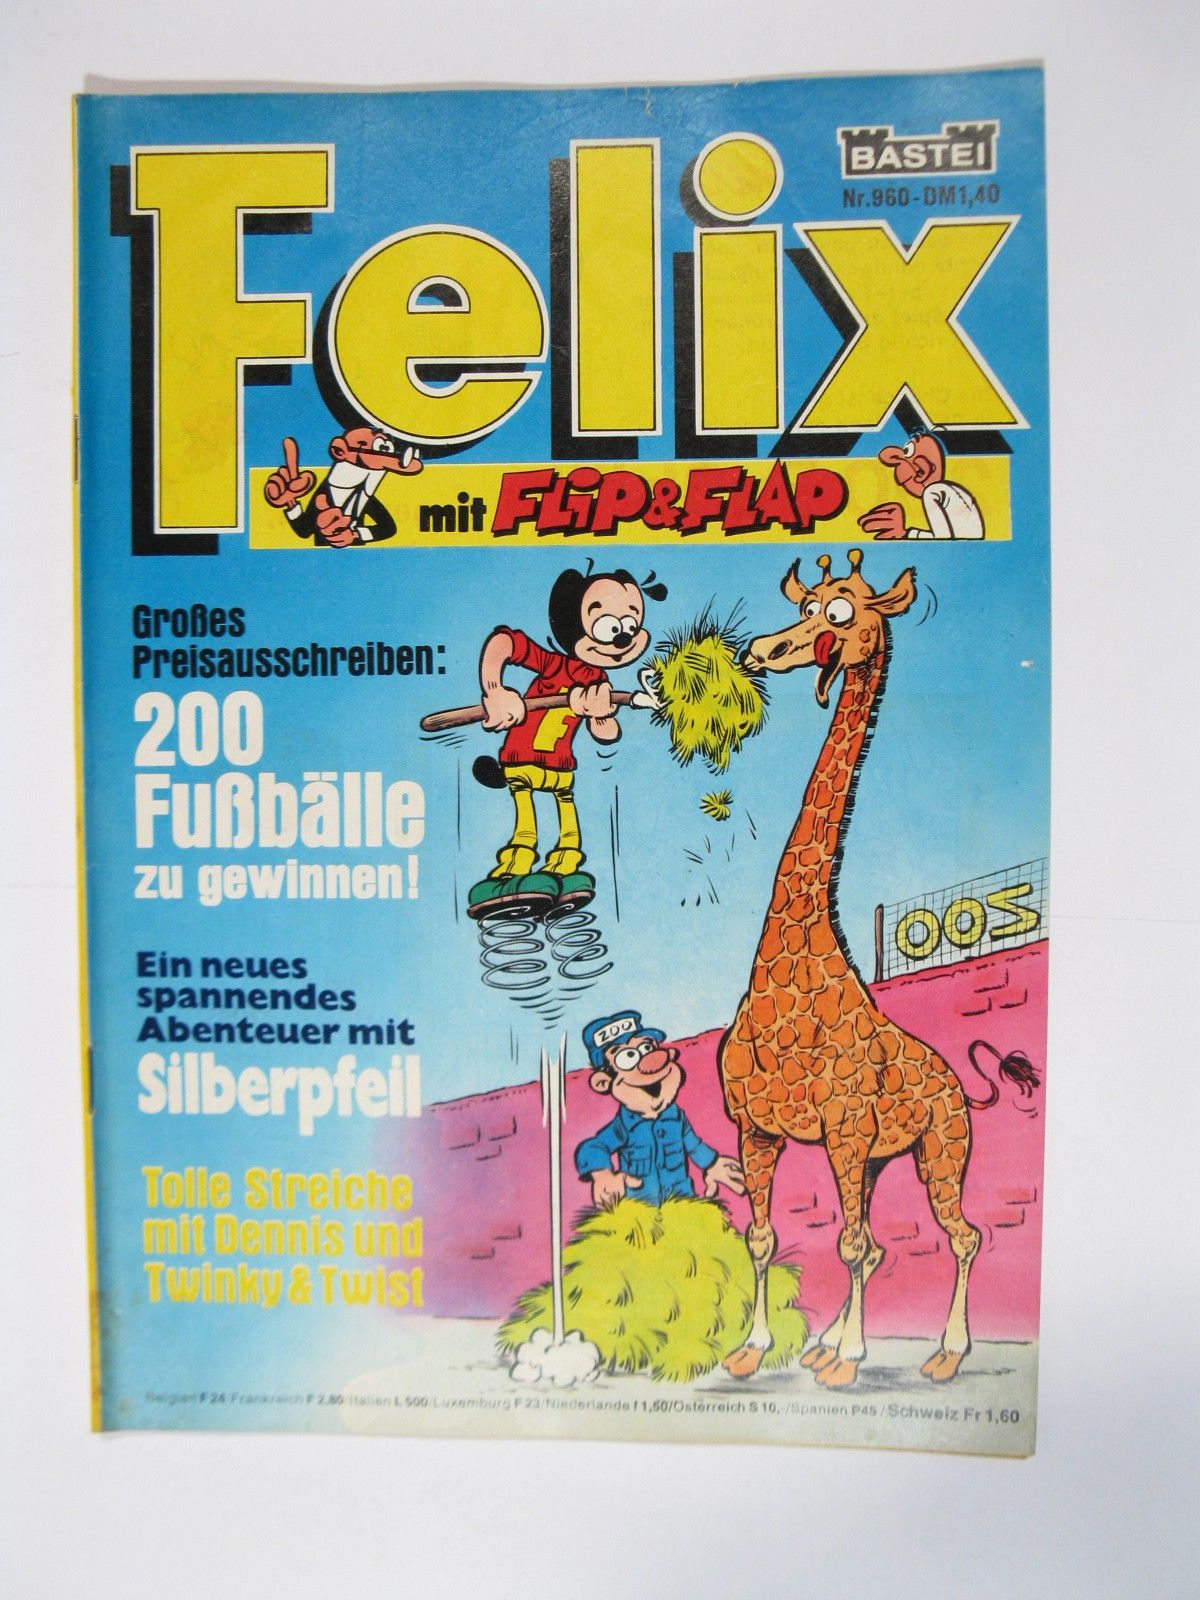 BASTEI
Nr.960-DM1,40
Felix
mit FLiP&FLAP
Großes
Preisausschreiben:
200
Fußbälle
zu gewinnen!
Ein neues
spannendes
Abenteuer mit
Silberpfeil
Tolle Streiche
mit Dennis und
Twinky & Twist
F
ZOO
ZOO
Belgien F 24/Frankreich F 2.80/Italien L 500/Luxemburg F 23/Niederlande f 1,50/Österreich S 10,-/Spanien P45/Schweiz Fr 1,60